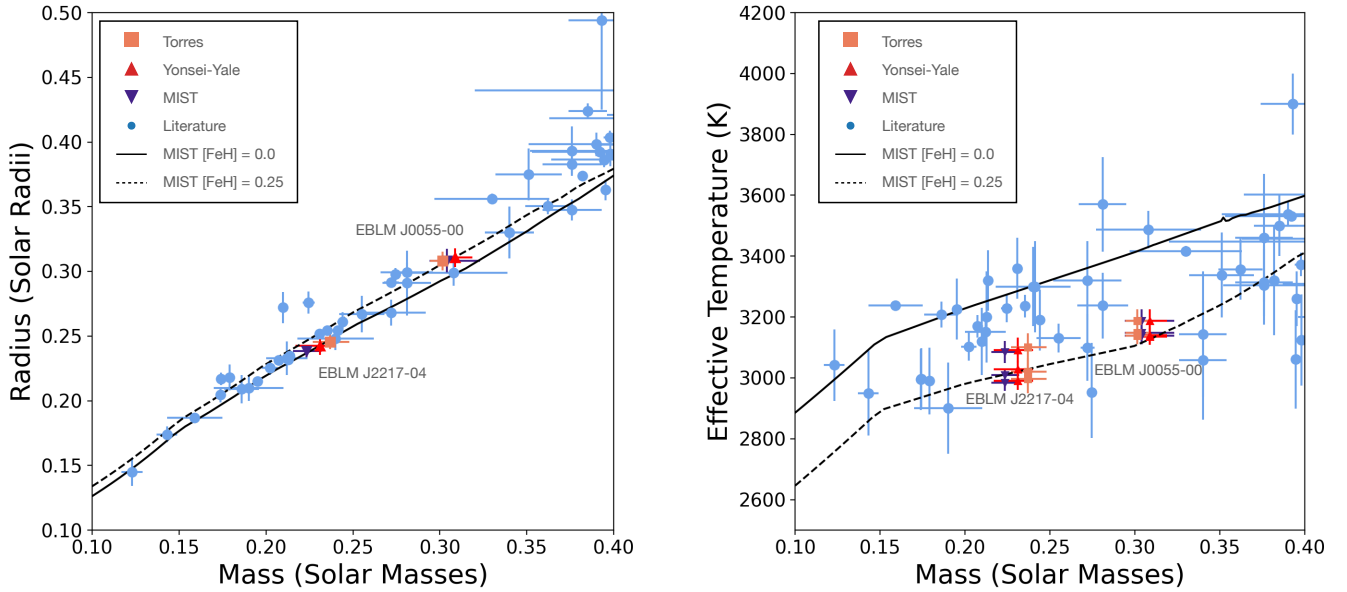 0.50
0.45
0.40
0.35
0.30
0.25
0.20
0.15
0.10
Radius (Solar Radii)
Torres
Yonsei-Yale
MIST
Literature
MIST [FeH] = 0.0
MIST [FeH] = 0.25
EBLM J0055-00
EBLM J2217-04
0.10 0.15 0.20 0.25 0.30 0.35 0.40
Mass (Solar Masses)
4200
4000
3800
3600
3400
3200
3000
2800
2600
Effective Temperature (K)
Torres
Yonsei-Yale
MIST
Literature
MIST [FeH] = 0.0
MIST [FeH] = 0.25
EBLM J0055-00
EBLM J2217-04
0.10 0.15 0.20 0.25 0.30 0.35 0.40
Mass (Solar Masses)